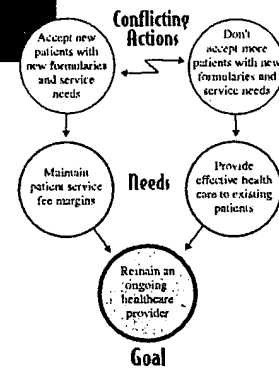 Conflicting
Actions
Accept new
patients with
new formularies
and service
needs
Don't
accept more
patients with new
formularies and
service needs
Maintain
patient service
fee margins
Needs
Provide
effective health
care to existing
patients
Remain an
ongoing
healthcare
provider
Goal